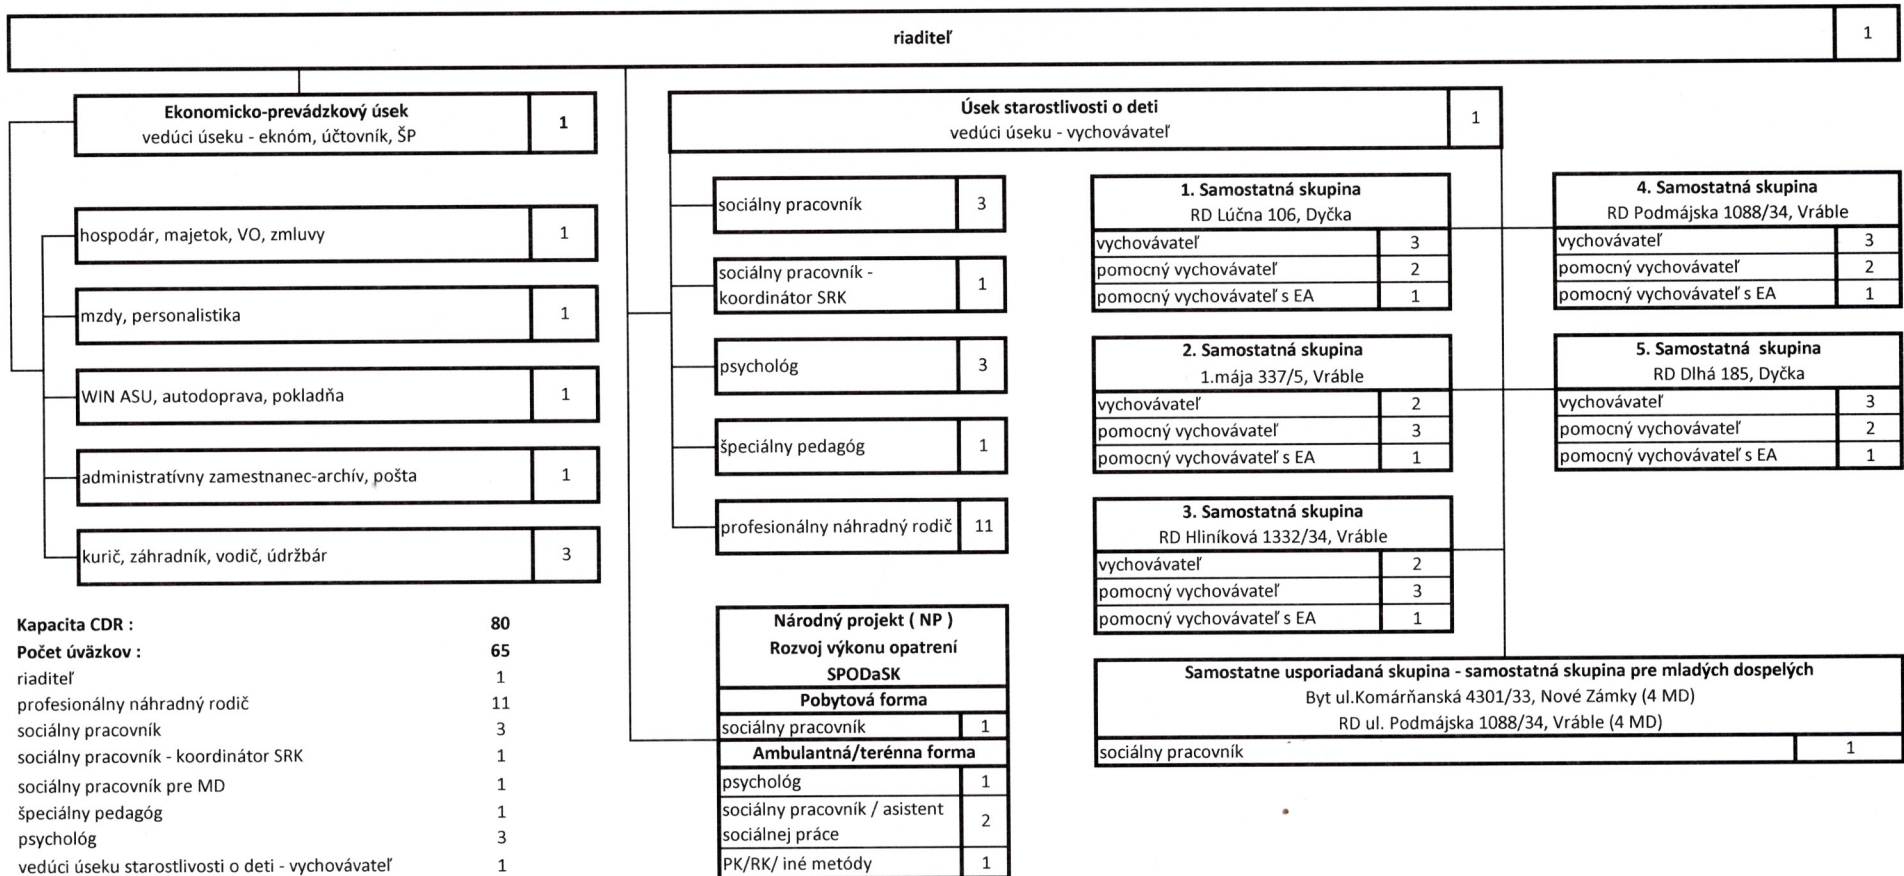 riaditeľ 1
Ekonomicko-prevádzkový úsek
vedúci úseku - eknóm, účtovník, ŠP
1
hospodár, majetok, VO, zmluvy 1
mzdy, personalistika 1
WIN ASU, autodoprava, pokladňa 1
administratívny zamestnanec-archív, pošta 1
kurič, záhradník, vodič, údržbár 3
Úsek starostlivosti o deti
vedúci úseku - vychovávateľ
1
sociálny pracovník 3
sociálny pracovník -
koordinátor SRK
1
psychológ 3
špeciálny pedagóg 1
profesionálny náhradný rodič 11
1. Samostatná skupina
RD Lúčna 106, Dyčka
vychovávateľ 3
pomocný vychovávateľ 2
pomocný vychovávateľ s EA 1
2. Samostatná skupina
1.mája 337/5, Vráble
vychovávateľ 2
pomocný vychovávateľ 3
pomocný vychovávateľ s EA 1
3. Samostatná skupina
RD Hliníková 1332/34, Vráble
vychovávateľ 2
pomocný vychovávateľ 3
pomocný vychovávateľ s EA 1
4. Samostatná skupina
RD Podmájska 1088/34, Vráble
vychovávateľ 3
pomocný vychovávateľ 2
pomocný vychovávateľ s EA 1
5. Samostatná skupina
RD Dlhá 185, Dyčka
vychovávateľ 3
pomocný vychovávateľ 2
pomocný vychovávateľ s EA 1
Samostatne usporiadaná skupina - samostatná skupina pre mladých dospelých
Byt ul.Komárňanská 4301/33, Nové Zámky (4 MD)
RD ul. Podmájska 1088/34, Vráble (4 MD)
sociálny pracovník 1
Národný projekt ( NP )
Rozvoj výkonu opatrení
SPODaSK
Pobytová forma
sociálny pracovník 1
Ambulantná/terénna forma
psychológ 1
sociálny pracovník / asistent
sociálnej práce
2
PK/RK/ iné metódy 1
Kapacita CDR : 80
Počet úväzkov : 65
riaditeľ 1
profesionálny náhradný rodič 11
sociálny pracovník 3
sociálny pracovník - koordinátor SRK 1
sociálny pracovník pre MD 1
špeciálny pedagóg 1
psychológ 3
vedúci úseku starostlivosti o deti - vychovávateľ 1